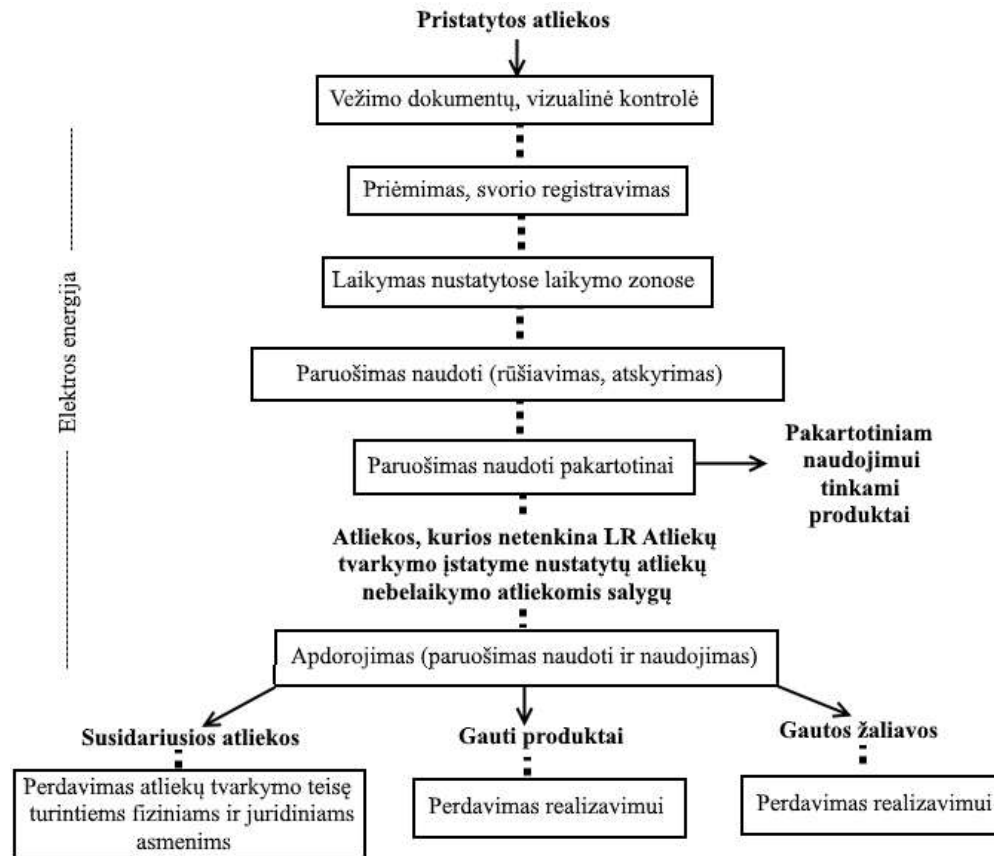 Pristatytos atliekos
Vežimo dokumentų, vizualinė kontrolė
Priėmimas, svorio registravimas
Laikymas nustatytose laikymo zonose
Elektros energija
Paruošimas naudoti (rūšiavimas, atskyrimas)
Paruošimas naudoti pakartotinai
Pakartotiniam
naudojimui
tinkami
produktai
Atliekos, kurios netenkina LR Atliekų
tvarkymo įstatyme nustatytų atliekų
nebelaikymo atliekomis salygų
Apdorojimas (paruošimas naudoti ir naudojimas)
Susidariusios atliekos
Perdavimas atliekų tvarkymo teisę
turintiems fiziniams ir juridiniams
asmenims
Gauti produktai
Perdavimas realizavimui
Gautos žaliavos
Perdavimas realizavimui